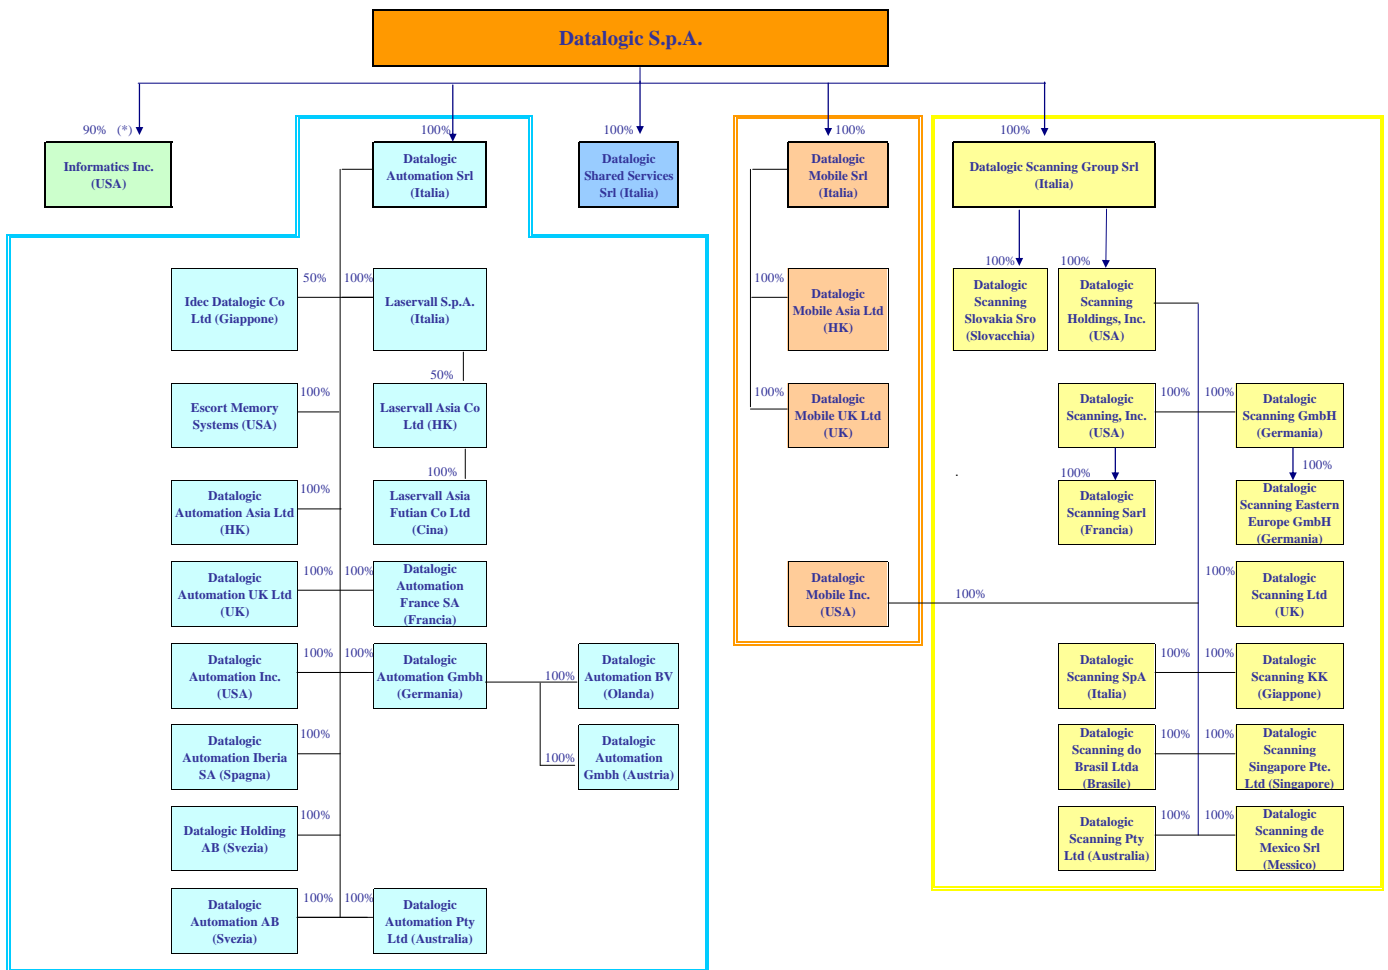 Datalogic S.p.A.
90% (*)
100%
100%
100%
100%
Informatics Inc.
(USA)
Datalogic
Automation Srl
(Italia)
Datalogic
Shared Services
Srl (Italia)
Datalogic
Mobile Srl
(Italia)
Datalogic Scanning Group Srl
(Italia)
50%
100%
Idec Datalogic Co
Ltd (Giappone)
Laservall S.p.A.
(Italia)
100%
Datalogic
Mobile Asia Ltd
(HK)
100%
100%
Datalogic
Scanning
Slovakia Sro
(Slovacchia)
Datalogic
Scanning
Holdings, Inc.
(USA)
50%
100%
Escort Memory
Systems (USA)
Laservall Asia Co
Ltd (HK)
100%
Datalogic
Mobile UK Ltd
(UK)
100%
100%
Datalogic
Scanning, Inc.
(USA)
Datalogic
Scanning GmbH
(Germania)
100%
100%
Datalogic
Automation Asia Ltd
(HK)
Laservall Asia
Futian Co Ltd
(Cina)
.
100%
100%
Datalogic
Scanning Sarl
(Francia)
Datalogic
Scanning Eastern
Europe GmbH
(Germania)
100%
100%
Datalogic
Automation UK Ltd
(UK)
Datalogic
Automation
France SA
(Francia)
Datalogic
Mobile Inc.
(USA)
100%
100%
Datalogic
Scanning Ltd
(UK)
100%
100%
Datalogic
Automation Inc.
(USA)
Datalogic
Automation Gmbh
(Germania)
100%
Datalogic
Automation BV
(Olanda)
Datalogic
Scanning SpA
(Italia)
100%
100%
Datalogic
Scanning KK
(Giappone)
100%
Datalogic
Automation Iberia
SA (Spagna)
100%
Datalogic
Automation
Gmbh (Austria)
Datalogic
Scanning do
Brasil Ltda
(Brasile)
100%
100%
Datalogic
Scanning
Singapore Pte.
Ltd (Singapore)
100%
Datalogic Holding
AB (Svezia)
Datalogic
Scanning Pty
Ltd (Australia)
100%
100%
Datalogic
Scanning de
Mexico Srl
(Messico)
100%
100%
Datalogic
Automation AB
(Svezia)
Datalogic
Automation Pty
Ltd (Australia)